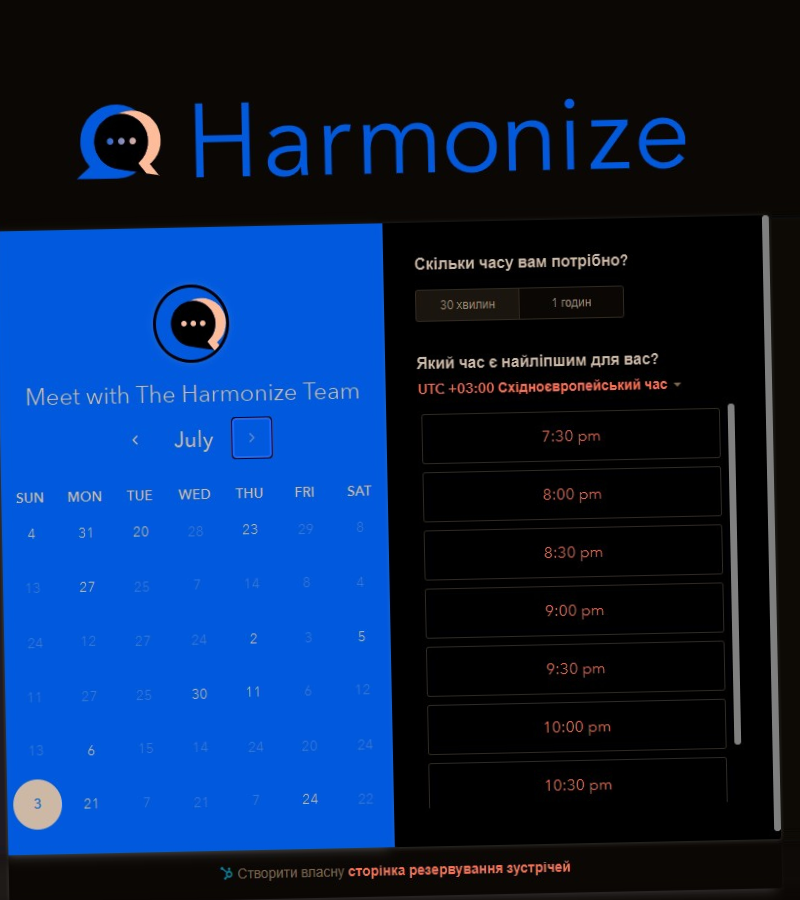 Harmonize
Meet with The Harmonize Team
July
SUN MON TUE WED THU FRI SAT
4 31 20 28 23 29 8
13 27 25 7 14 8 4
24 12 27 24 2 3 5
11 27 25 30 11 6 12
13 6 15 14 24 20 24
3 21 7 21 7 24 22
Скільки часу вам потрібно?
30 хвилин 1 годин
Який час є найліпшим для вас?
UTC +03:00 Східноєвропейський час
7:30 pm
8:00 pm
8:30 pm
9:00 pm
9:30 pm
10:00 pm
10:30 pm
Створити власну сторінка резервування зустрічей